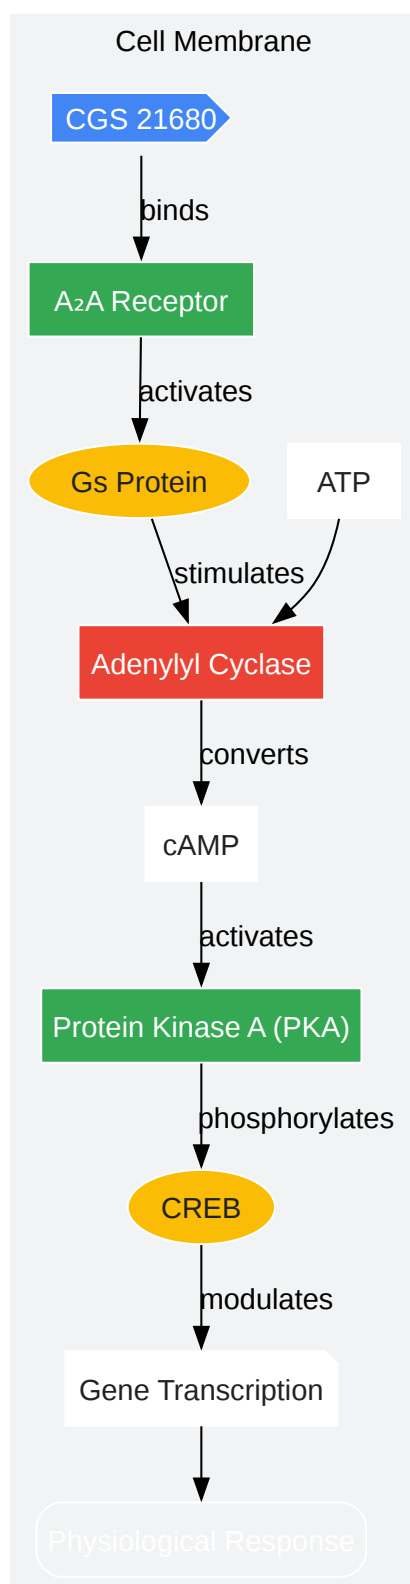 Cell Membrane
CGS 21680
binds
A₂A Receptor
activates
Gs Protein
ATP
stimulates
Adenylyl Cyclase
converts
cAMP
activates
Protein Kinase A (PKA)
phosphorylates
CREB
modulates
Gene Transcription
Physiological Response